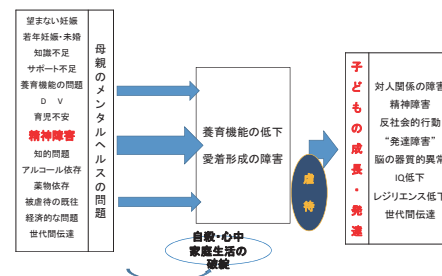 望まない妊娠
若年妊娠・未婚
知識不足
サポート不足
養育機能の問題
DV
育児不安
精神障害
知的問題
アルコール依存
薬物依存
被虐待の既往
経済的な問題
世代間伝達
母親のメンタルヘルスの問題
養育機能の低下
愛着形成の障害
虐待
自殺・心中
家庭生活の
破綻
子どもの成長・発達
対人関係の障害
精神障害
反社会的行動
“発達障害”
脳の器質的異常
IQ低下
レジリエンス低下
世代間伝達